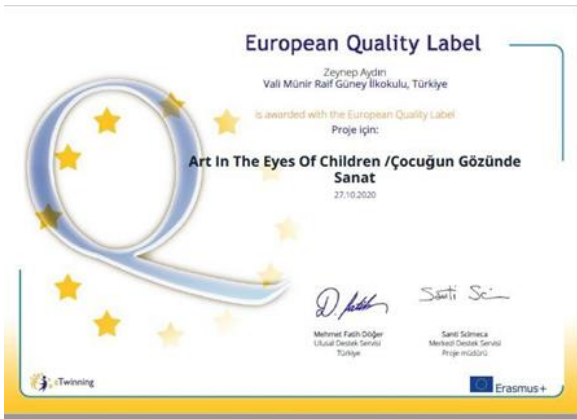 European Quality Label
Zeynep Aydın
Vali Münir Raif Güney İlkokulu, Türkiye
is awarded with the European Quality Label
Proje için:
Art In The Eyes Of Children /Çocuğun Gözünde
Sanat
27.10.2020
Mehmet Fatih Döğer
Ulusal Destek Servisi
Türkiye
Santi Scimeca
Merkezi Destek Servisi
Proje müdürü
eTwinning
Erasmus+